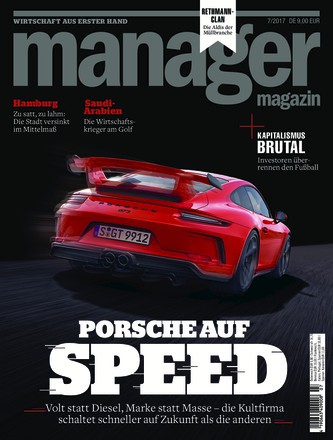 WIRTSCHAFT AUS ERSTER HAND
RETHMANN-
CLAN
Die Aldis der
Müllbranche
7/2017 DE 9,00 EUR
manager
magazin
Hamburg
Zu satt, zu lahm:
Die Stadt versinkt
im Mittelmaß
Saudi-
Arabien
Die Wirtschafts-
krieger am Golf
KAPITALISMUS
BRUTAL
Investoren über-
rennen den Fußball
S GT 9912
PORSCHE AUF
SPEED
Volt statt Diesel, Marke statt Masse – die Kultfirma
schaltet schneller auf Zukunft als die anderen